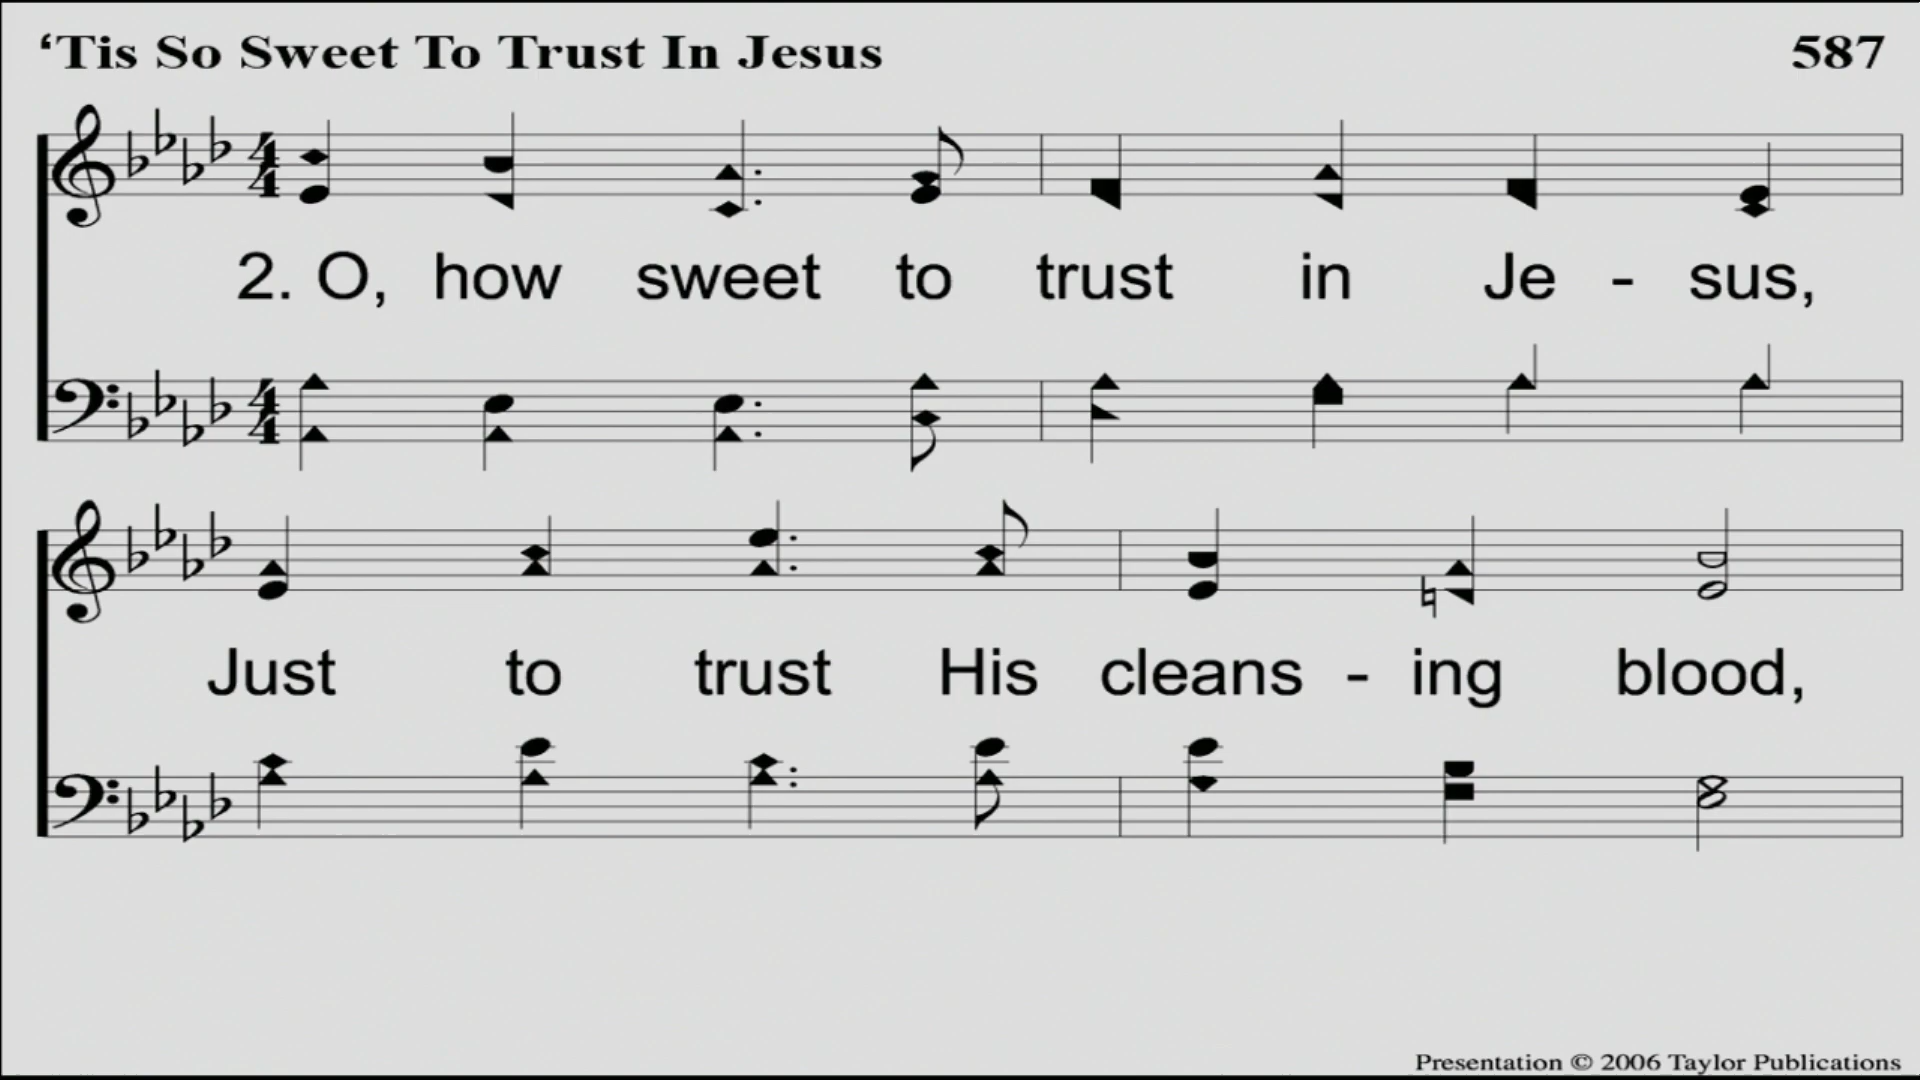 ‘Tis So Sweet To Trust In Jesus 587
2. O, how sweet to trust in Je - sus,
Just to trust His cleans - ing blood,
Presentation © 2006 Taylor Publications